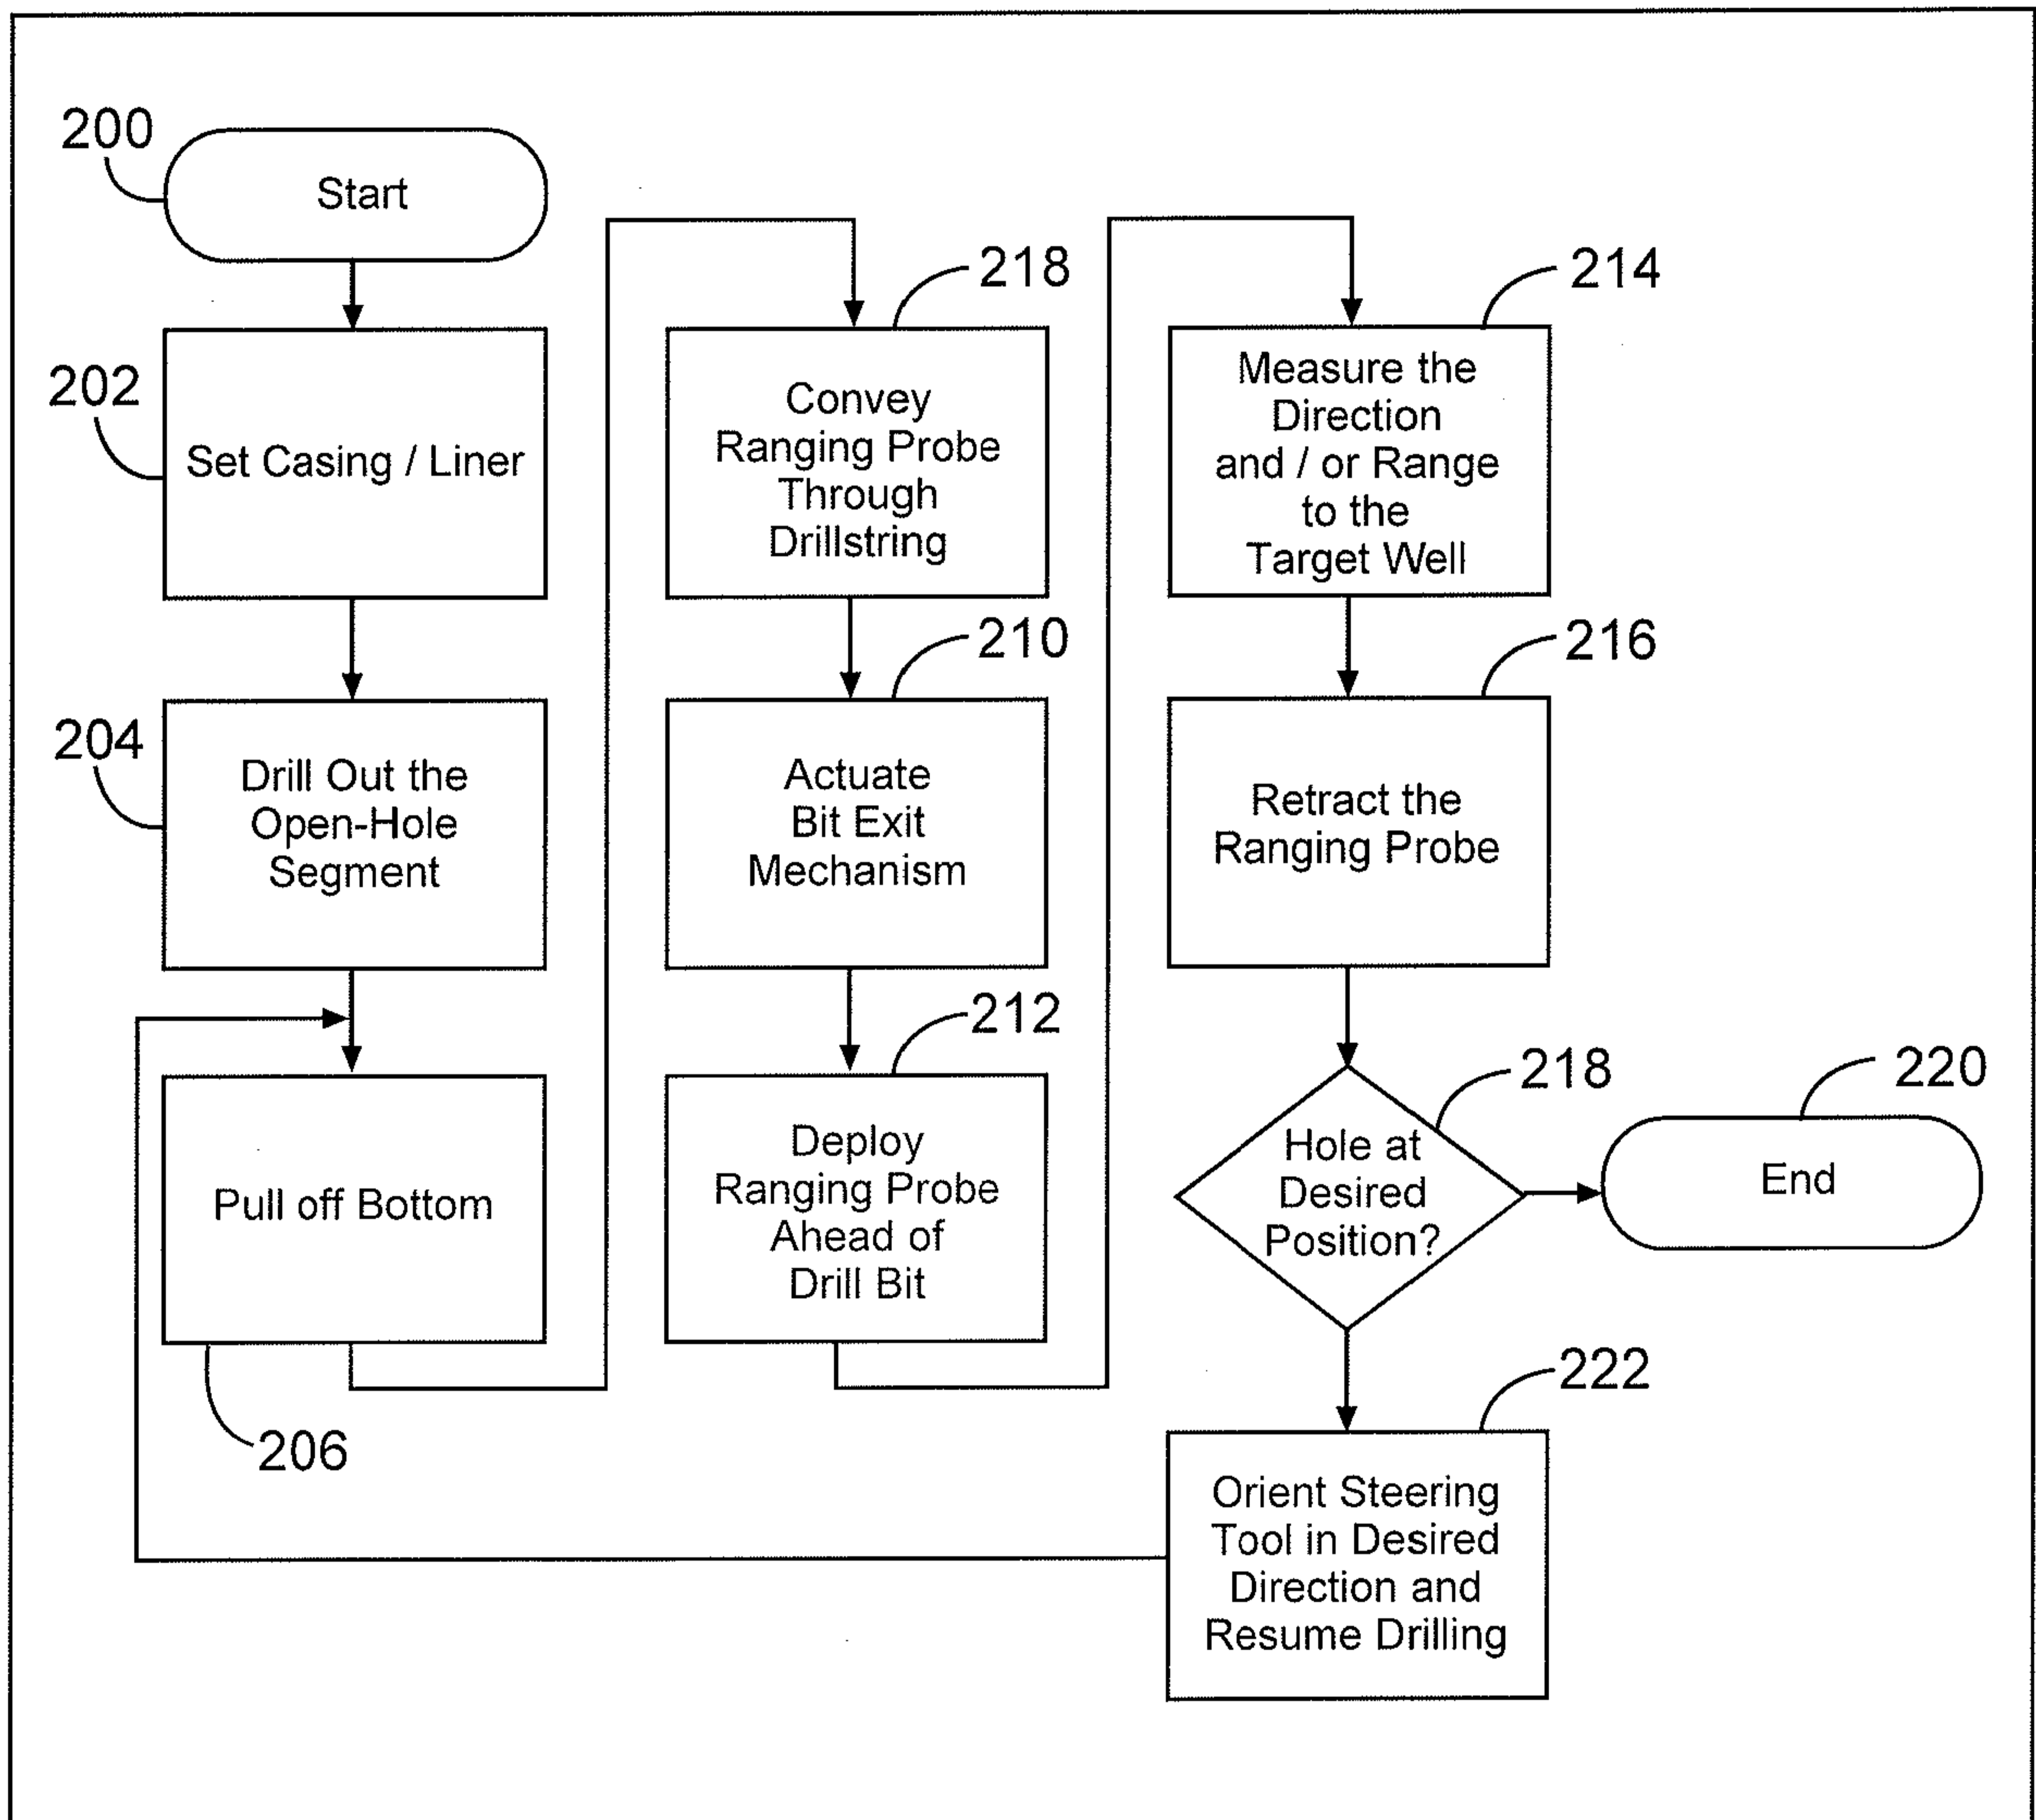 200
Start
202
Set Casing / Liner
204
Drill Out the
Open-Hole
Segment
Pull off Bottom
206
218
Convey
Ranging Probe
Through
Drillstring
210
Actuate
Bit Exit
Mechanism
212
Deploy
Ranging Probe
Ahead of
Drill Bit
214
Measure the
Direction
and / or Range
to the
Target Well
216
Retract the
Ranging Probe
218
Hole at
Desired
Position?
220
End
222
Orient Steering
Tool in Desired
Direction and
Resume Drilling